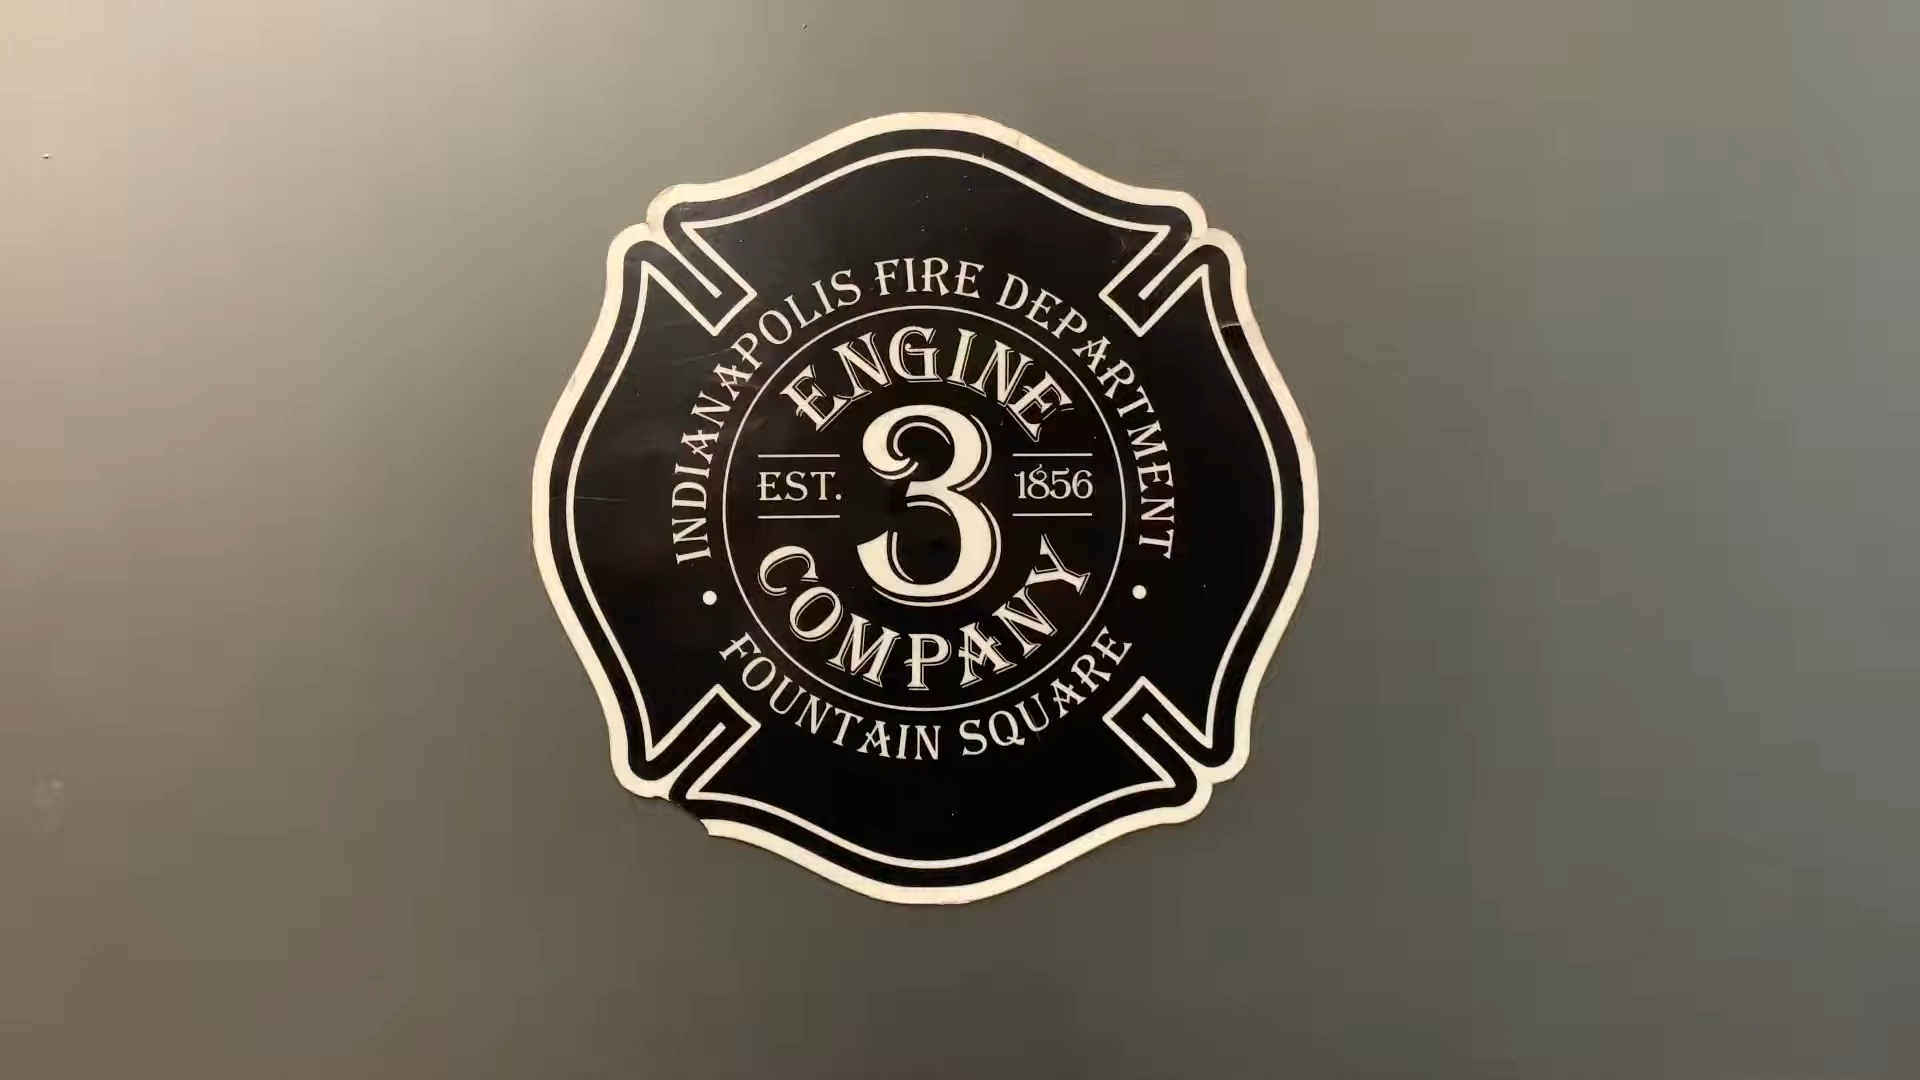 INDIANAPOLIS FIRE DEPARTMENT
ENGINE
3
EST. 1856
COMPANY
FOUNTAIN SQUARE